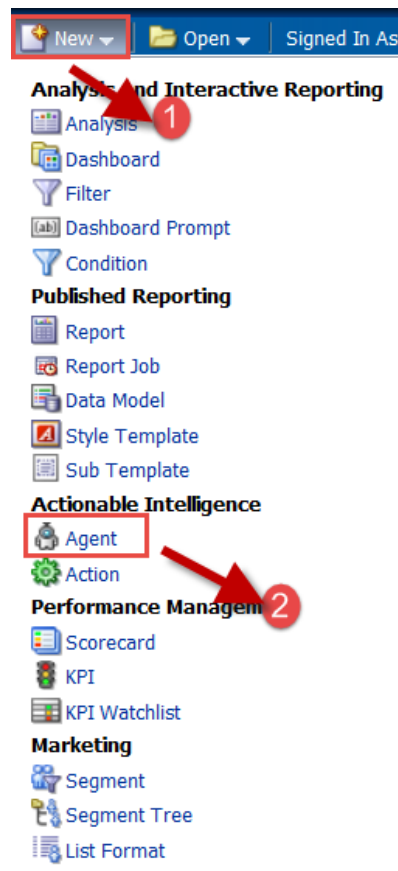 New Open Signed In As
Analysis and Interactive Reporting
Analysis
1
Dashboard
Filter
(ab) Dashboard Prompt
Condition
Published Reporting
Report
Report Job
Data Model
Style Template
Sub Template
Actionable Intelligence
Agent
Action
Performance Managem
2
Scorecard
KPI
KPI Watchlist
Marketing
Segment
Segment Tree
List Format